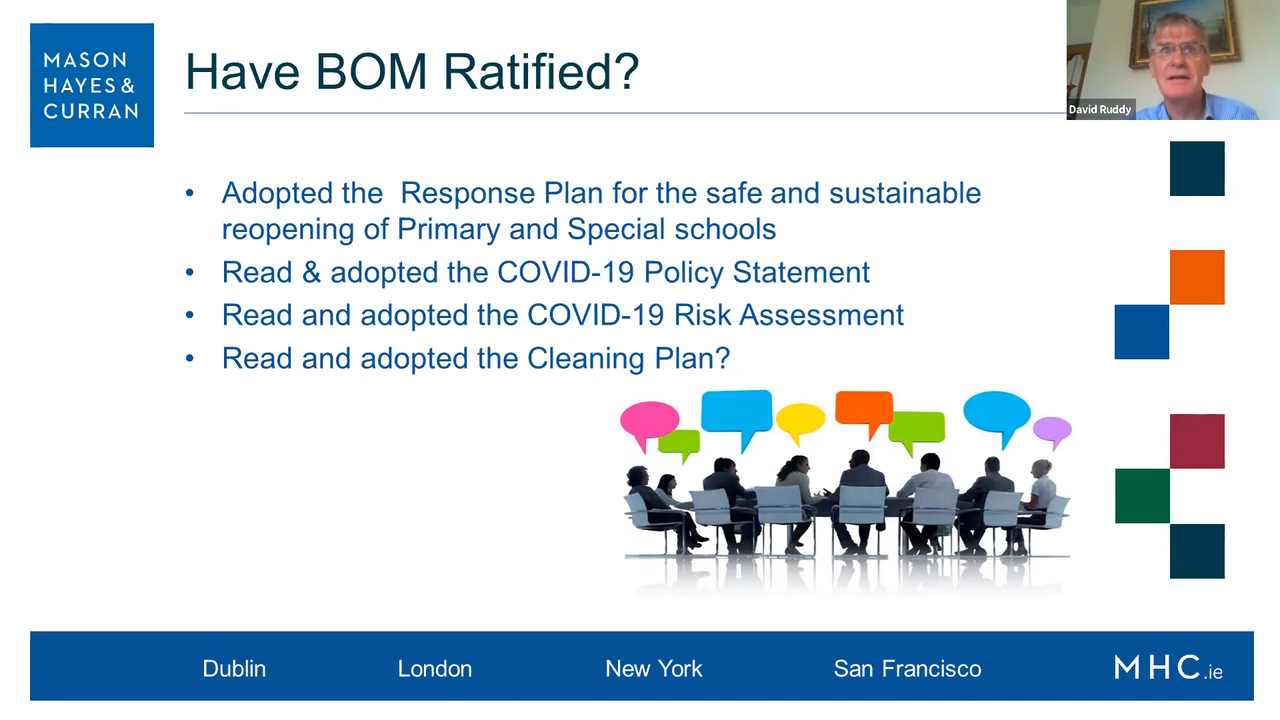 MASON
HAYES &
CURRAN
Have BOM Ratified?
David Ruddy
• Adopted the  Response Plan for the safe and sustainable
reopening of Primary and Special schools
• Read & adopted the COVID-19 Policy Statement
• Read and adopted the COVID-19 Risk Assessment
• Read and adopted the Cleaning Plan?
Dublin
London
New York
San Francisco
MHC.ie